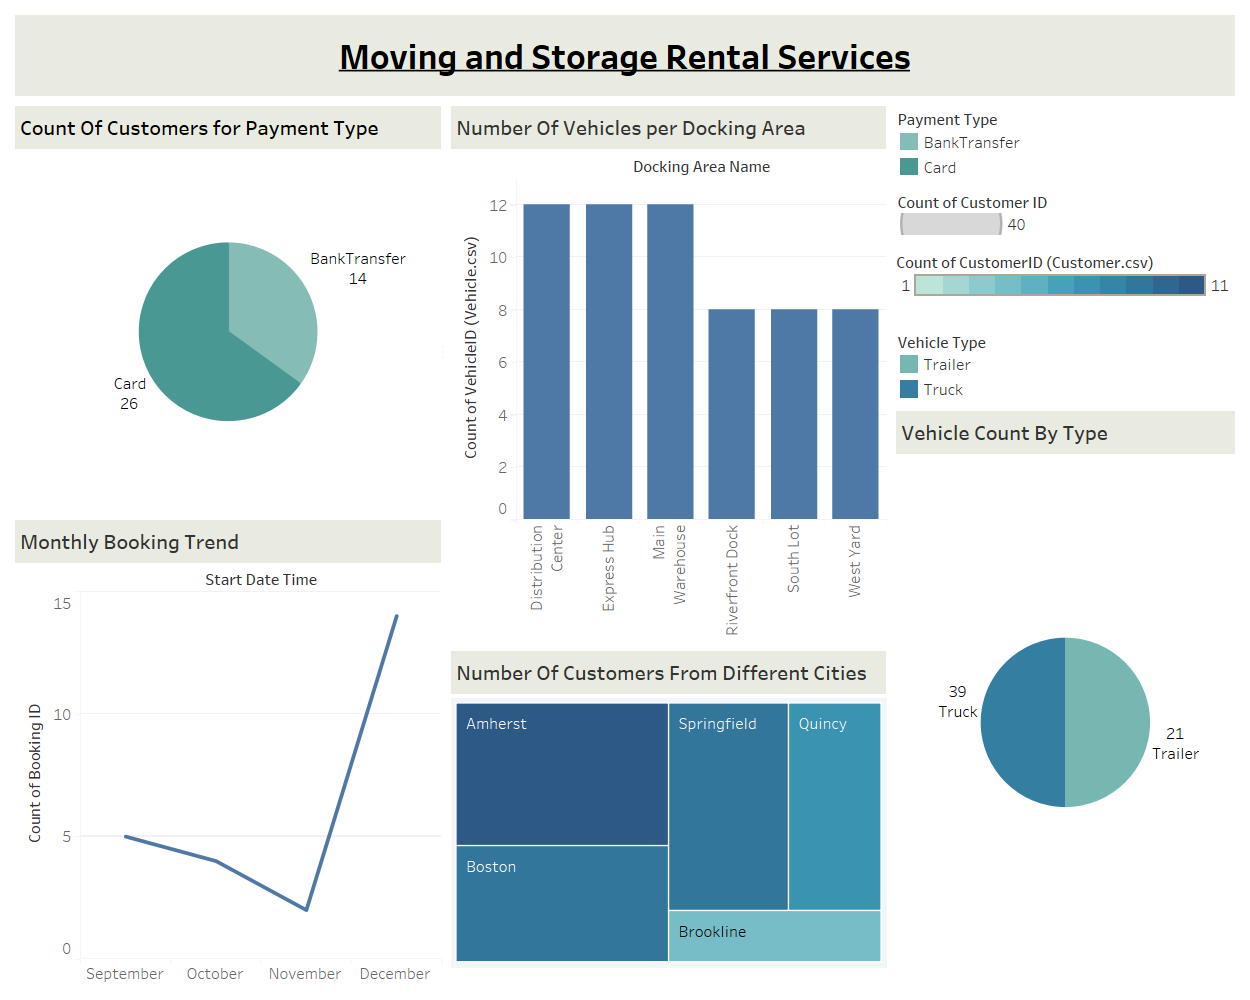 Moving and Storage Rental Services
Count Of Customers for Payment Type
BankTransfer
14
Card
26
Number Of Vehicles per Docking Area
Docking Area Name
Count of VehicleID (Vehicle.csv)
12
10
8
6
4
2
0
Distribution
Center
Express Hub
Main
Warehouse
Riverfront Dock
South Lot
West Yard
Payment Type
BankTransfer
Card
Count of Customer ID
40
Count of CustomerID (Customer.csv)
1 11
Vehicle Type
Trailer
Truck
Vehicle Count By Type
39
Truck
21
Trailer
Monthly Booking Trend
Start Date Time
Count of Booking ID
15
10
5
0
September October November December
Number Of Customers From Different Cities
Amherst
Springfield
Quincy
Boston
Brookline